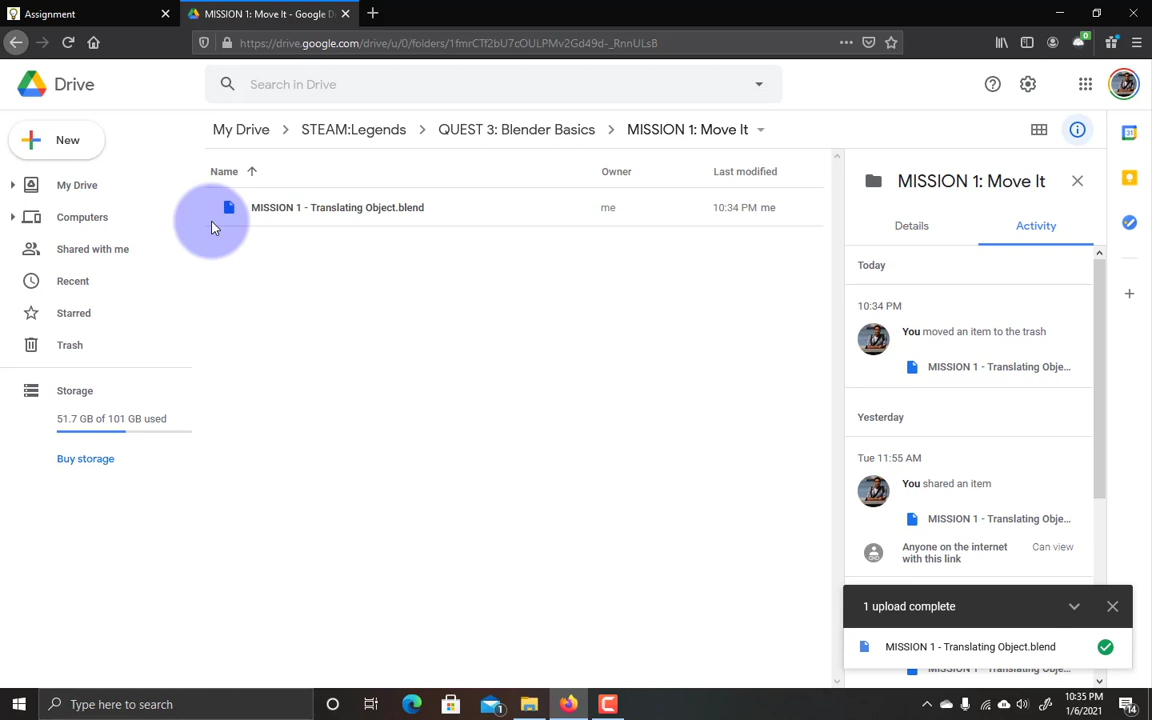 Assignment
MISSION 1: Move It - Google D
https://drive.google.com/drive/u/0/folders/1fmrCTf2bU7cOULPMv2Gd49d-_RnnULsB
0
Drive
Search in Drive
New
My Drive
Computers
Shared with me
Recent
Starred
Trash
Storage
51.7 GB of 101 GB used
Buy storage
My Drive > STEAM:Legends > QUEST 3: Blender Basics > MISSION 1: Move It
Name Owner Last modified
MISSION 1 - Translating Object.blend me 10:34 PM me
MISSION 1: Move It
Details Activity
Today
10:34 PM
You moved an item to the trash
MISSION 1 - Translating Obje...
Yesterday
Tue 11:55 AM
You shared an item
MISSION 1 - Translating Obje...
Anyone on the internet with this link Can view
1 upload complete
MISSION 1 - Translating Object.blend
31
Type here to search
1
10:35 PM
1/6/2021
14